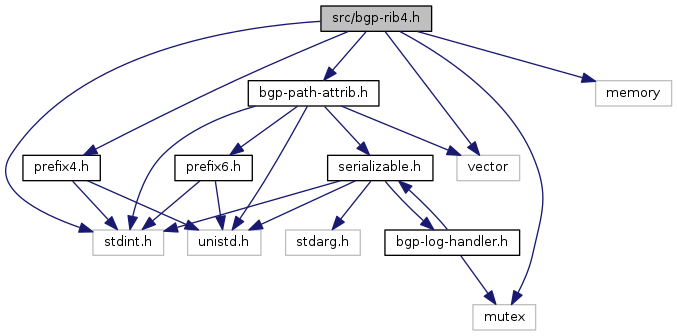 src/bgp-rib4.h
bgp-path-attrib.h
memory
prefix4.h
prefix6.h
serializable.h
vector
stdint.h
unistd.h
stdarg.h
bgp-log-handler.h
mutex